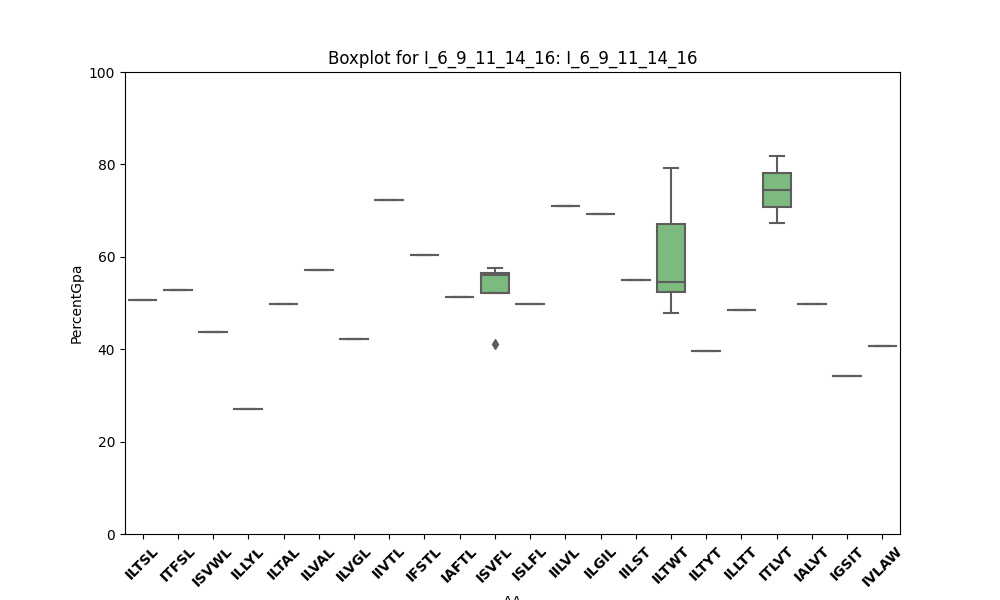 Boxplot for I_6_9_11_14_16: I_6_9_11_14_16
100
80
60
40
20
0
PercentGpa
ILTSL
ITFSL
ISVWL
ILLYL
ILTAL
ILVAL
ILVGL
IIVTL
IFSTL
IAFTL
ISVFL
ISLFL
IILVL
ILGIL
IILST
ILTWT
ILTYT
ILLTT
ITLVT
IALVT
IGSIT
IVLAW
AA